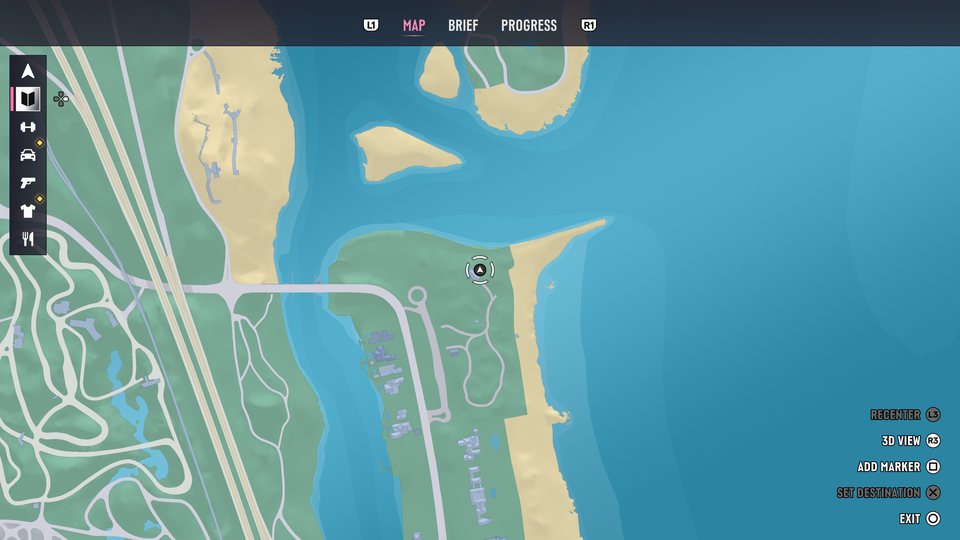 L1 MAP BRIEF PROGRESS R1
RECENTER L3
3D VIEW R3
ADD MARKER
SET DESTINATION
EXIT